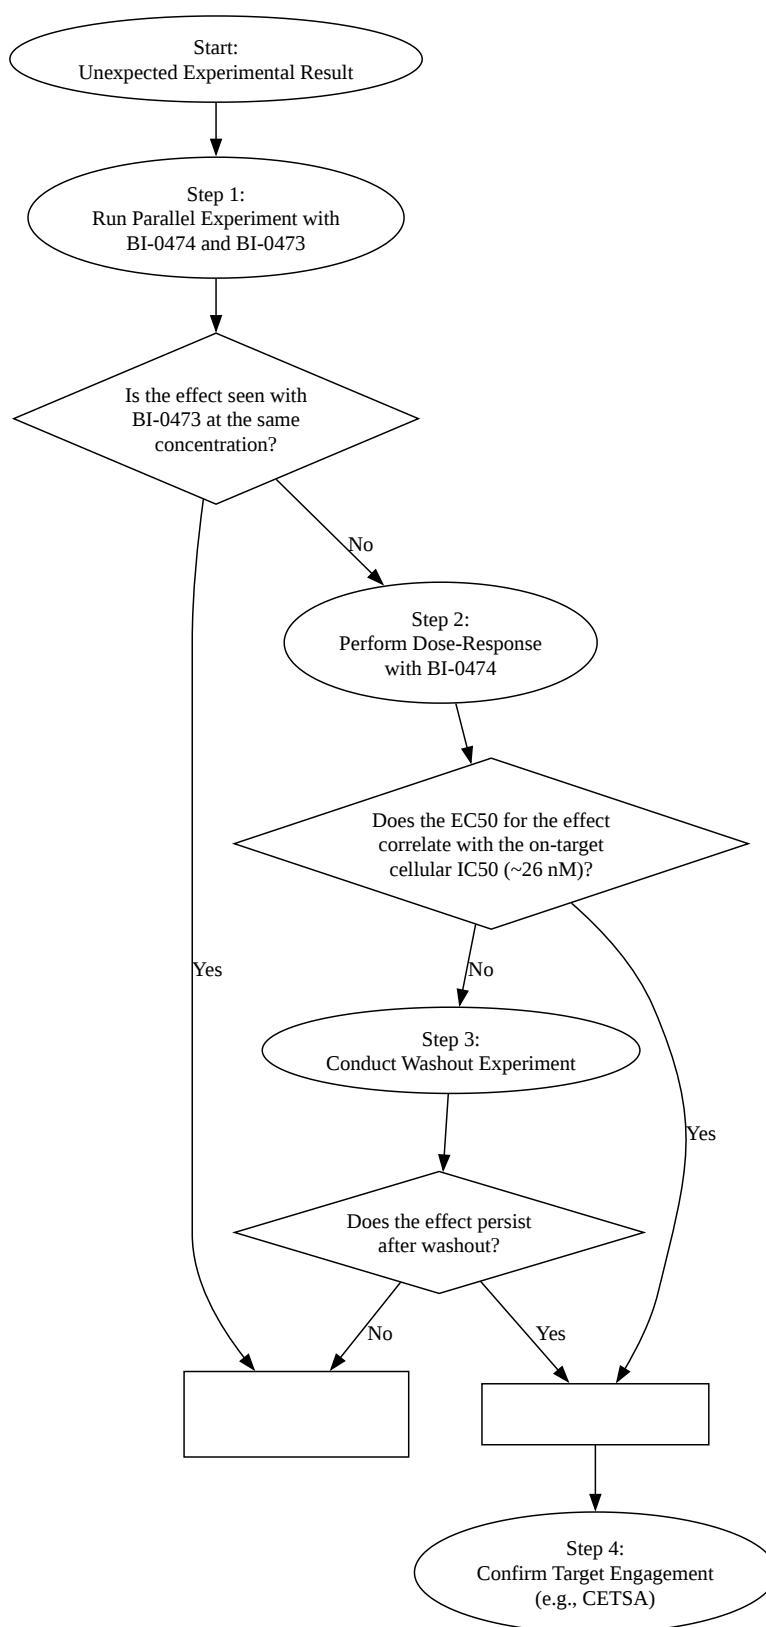 Start:
Unexpected Experimental Result
Step 1:
Run Parallel Experiment with
BI-0474 and BI-0473
Is the effect seen with
BI-0473 at the same
concentration?
No
Step 2:
Perform Dose-Response
with BI-0474
Does the EC50 for the effect
correlate with the on-target
cellular IC50 (~26 nM)?
Yes
No
Step 3:
Conduct Washout Experiment
Yes
Does the effect persist
after washout?
No
Yes
Step 4:
Confirm Target Engagement
(e.g., CETSA)